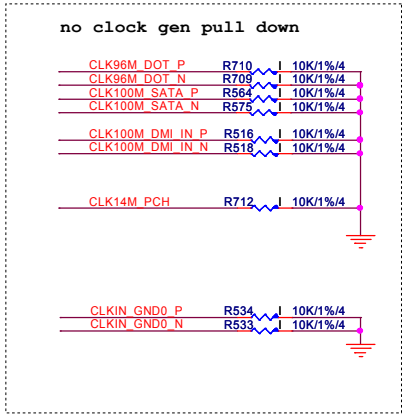 no clock gen pull down
CLK96M_DOT_P R710 10K/1%/4
CLK96M_DOT_N R709 10K/1%/4
CLK100M_SATA_P R564 10K/1%/4
CLK100M_SATA_N R575 10K/1%/4
CLK100M_DMI_IN_P R516 10K/1%/4
CLK100M_DMI_IN_N R518 10K/1%/4
CLK14M_PCH R712 10K/1%/4
CLKIN_GND0_P R534 10K/1%/4
CLKIN_GND0_N R533 10K/1%/4